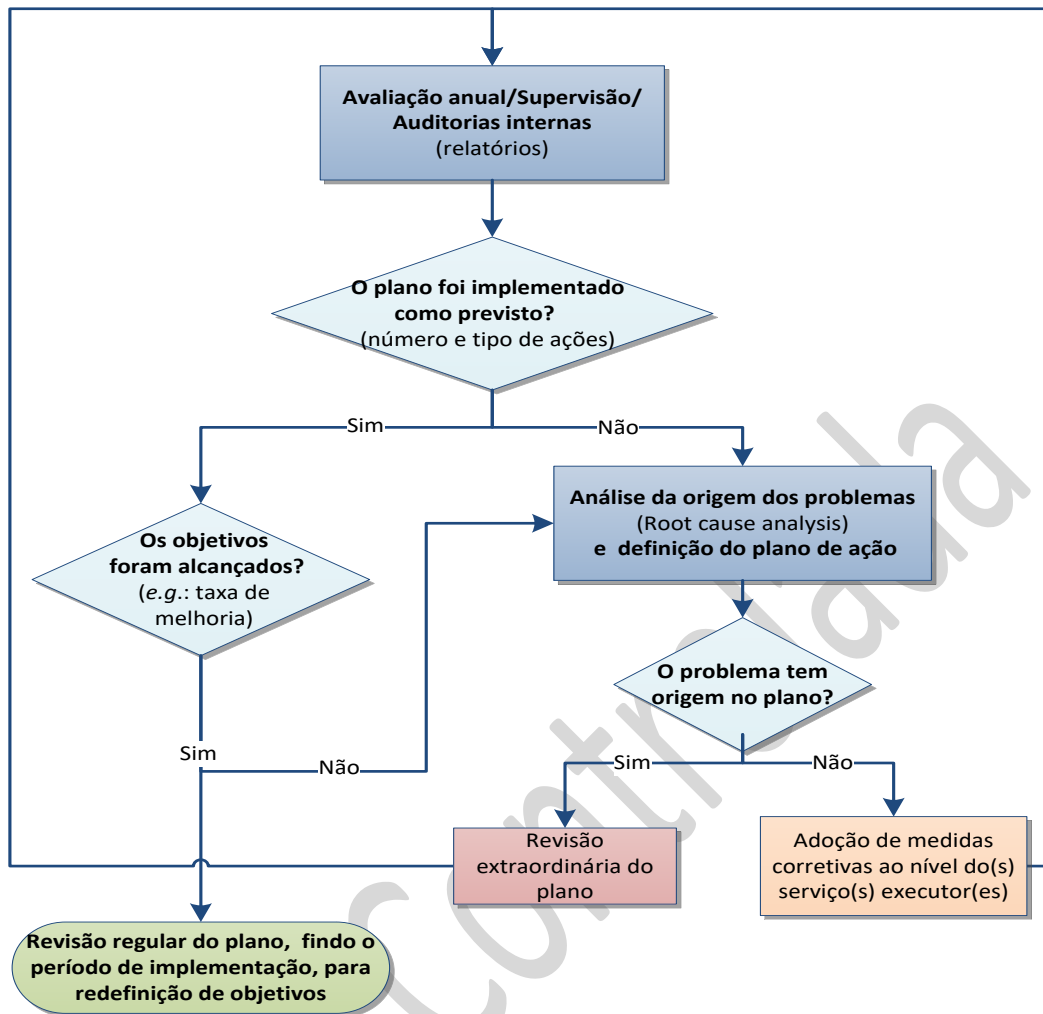 Avaliação anual/Supervisão/
Auditorias internas
(relatórios)
O plano foi implementado
como previsto?
(número e tipo de ações)
Sim
Não
Análise da origem dos problemas
(Root cause analysis)
e definição do plano de ação
Os objetivos
foram alcançados?
(e.g.: taxa de
melhoria)
O problema tem
origem no plano?
Sim
Não
Sim
Não
Revisão
extraordinária do
plano
Adoção de medidas
corretivas ao nível do(s)
serviço(s) executor(es)
Revisão regular do plano, findo o
período de implementação, para
redefinição de objetivos
Controlada